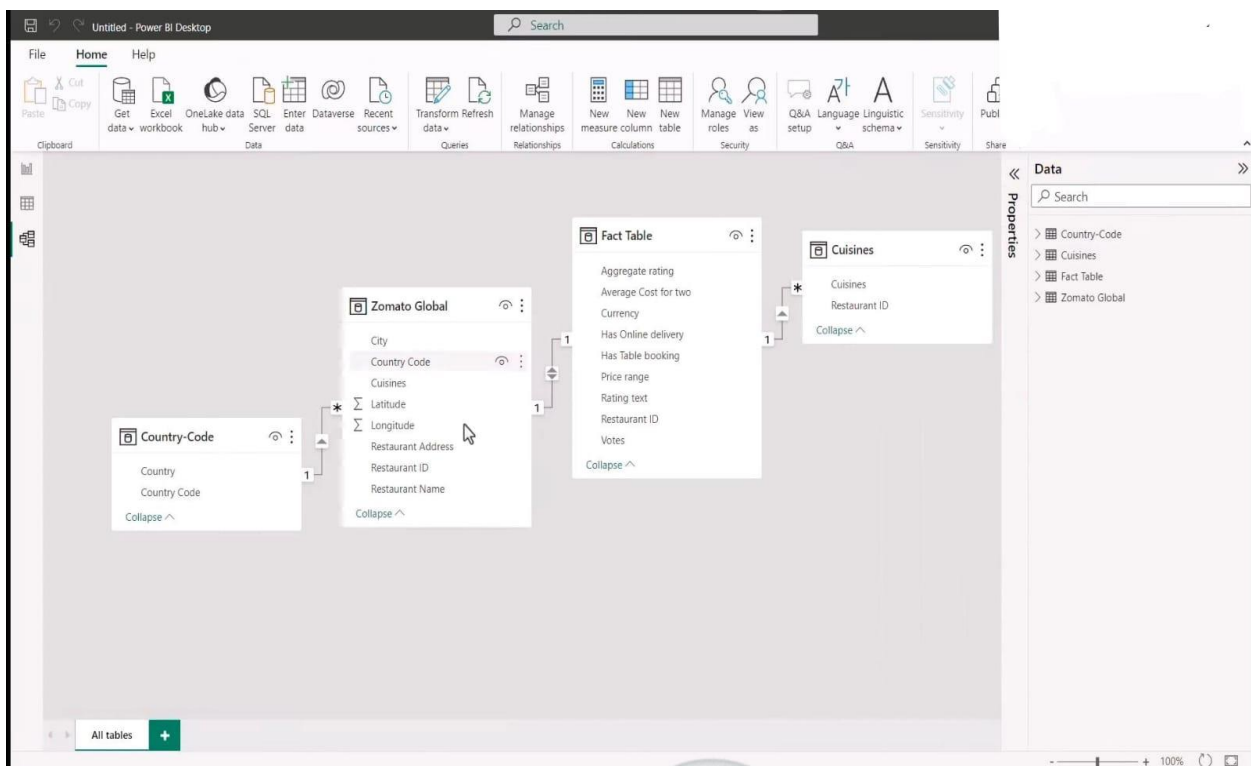 Untitled - Power BI Desktop
Search
File Home Help
Paste
Cut
Copy
Clipboard
Get data
Excel workbook
OneLake data hub
SQL Server
Enter data
Dataverse
Recent sources
Data
Transform data
Refresh
Queries
Manage relationships
Relationships
New measure
New column
New table
Calculations
Manage roles
View as
Security
Q&A setup
Language
Linguistic schema
Q&A
Sensitivity
Sensitivity
Publ
Share
Country-Code
Country
Country Code
Collapse
1
*
Zomato Global
City
Country Code
Cuisines
Σ Latitude
Σ Longitude
Restaurant Address
Restaurant ID
Restaurant Name
Collapse
1
1
Fact Table
Aggregate rating
Average Cost for two
Currency
Has Online delivery
Has Table booking
Price range
Rating text
Restaurant ID
Votes
Collapse
1
*
Cuisines
Cuisines
Restaurant ID
Collapse
Properties
Data
Search
Country-Code
Cuisines
Fact Table
Zomato Global
All tables
+
- + 100%